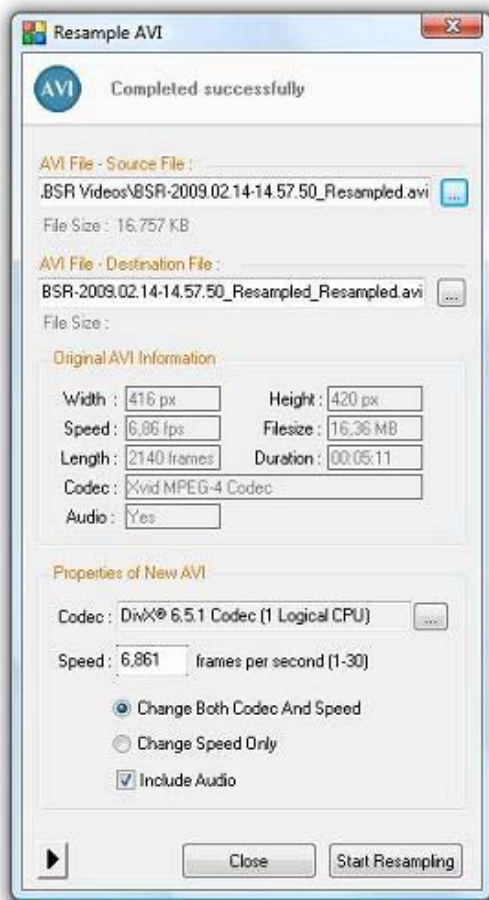 Resample AVI
AVI Completed successfully
AVI File - Source File :
.BSR Videos\BSR-2009.02.14-14.57.50_Resampled.avi ...
File Size : 16.757 KB
AVI File - Destination File :
BSR-2009.02.14-14.57.50_Resampled_Resampled.avi ...
File Size :
Original AVI Information
Width : 416 px Height : 420 px
Speed : 6,86 fps Filesize : 16,36 MB
Length : 2140 frames Duration : 00:05:11
Codec : Xvid MPEG-4 Codec
Audio : Yes
Properties of New AVI
Codec : DivX® 6.5.1 Codec (1 Logical CPU) ...
Speed : 6,861 frames per second (1-30)
Change Both Codec And Speed
Change Speed Only
Include Audio
Close Start Resampling